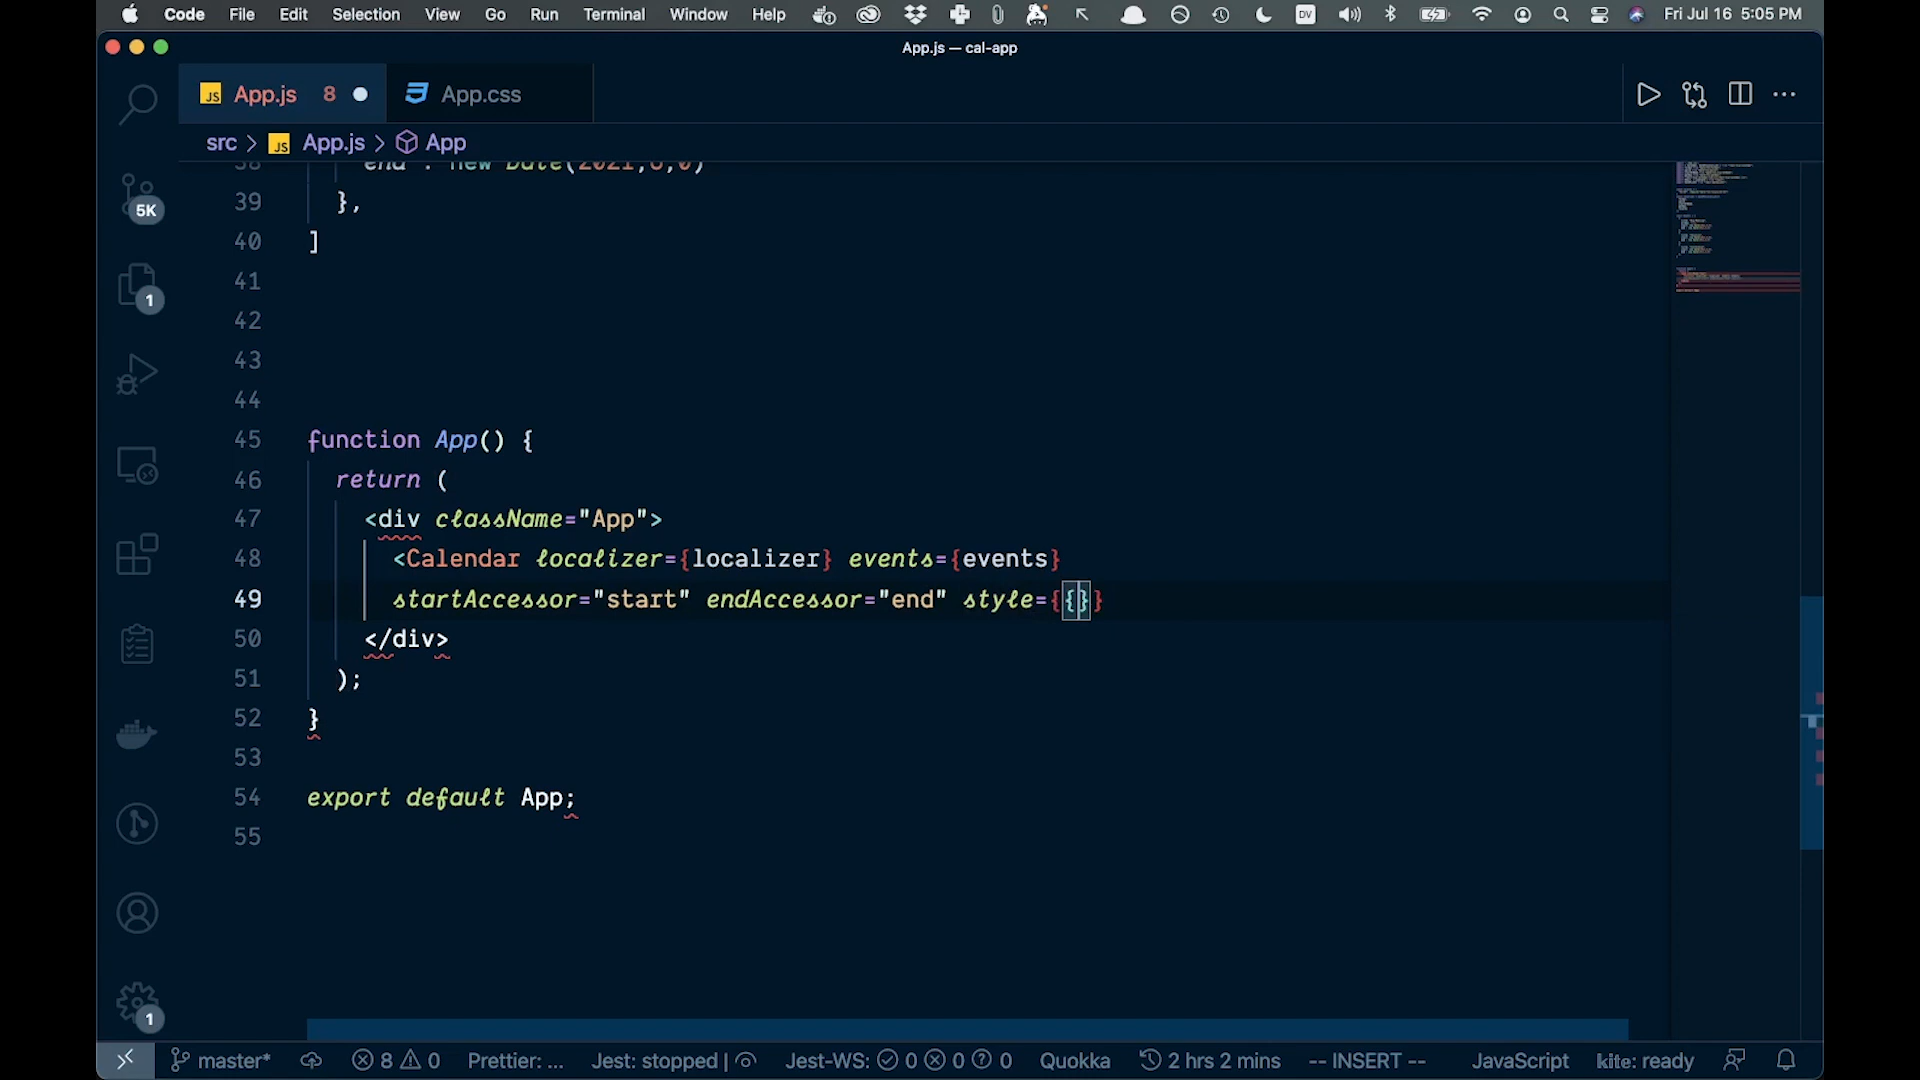 Code File Edit Selection View Go Run Terminal Window Help DV Fri Jul 16 5:05 PM
App.js — cal-app
JS App.js 8 App.css
src > JS App.js > App
38 end : new Date(2021,
39 },
40 ]
41
42
43
44
45 function App() {
46 return (
47 <div className="App">
48 <Calendar localizer={localizer} events={events}
49 startAccessor="start" endAccessor="end" style={{}}
50 </div>
51 );
52 }
53
54 export default App;
55
5K
1
1
master* 8 0 Prettier: ... Jest: stopped | Jest-WS: 0 0 0 Quokka 2 hrs 2 mins -- INSERT -- JavaScript kite: ready